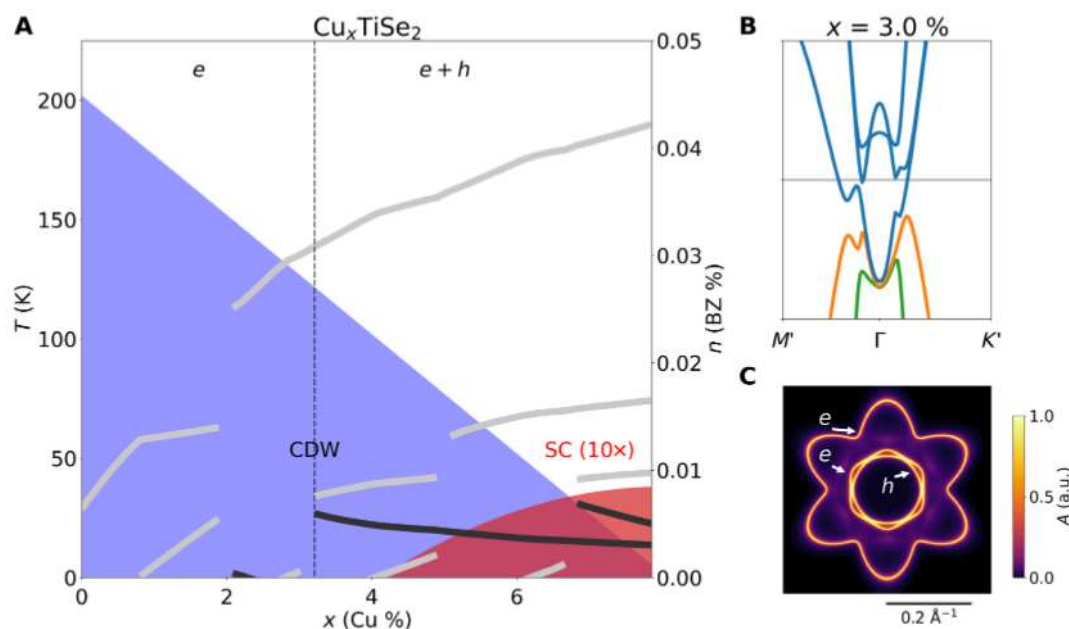 A
CuₓTiSe₂
e
e + h
CDW
SC (10×)
200
150
100
50
0
T (K)
0
2
4
6
x (Cu %)
0.05
0.04
0.03
0.02
0.01
0.00
n (BZ %)
B
x = 3.0 %
M'
Γ
K'
C
e
e
h
0.2 Å⁻¹
1.0
0.5
0.0
A (a.u.)